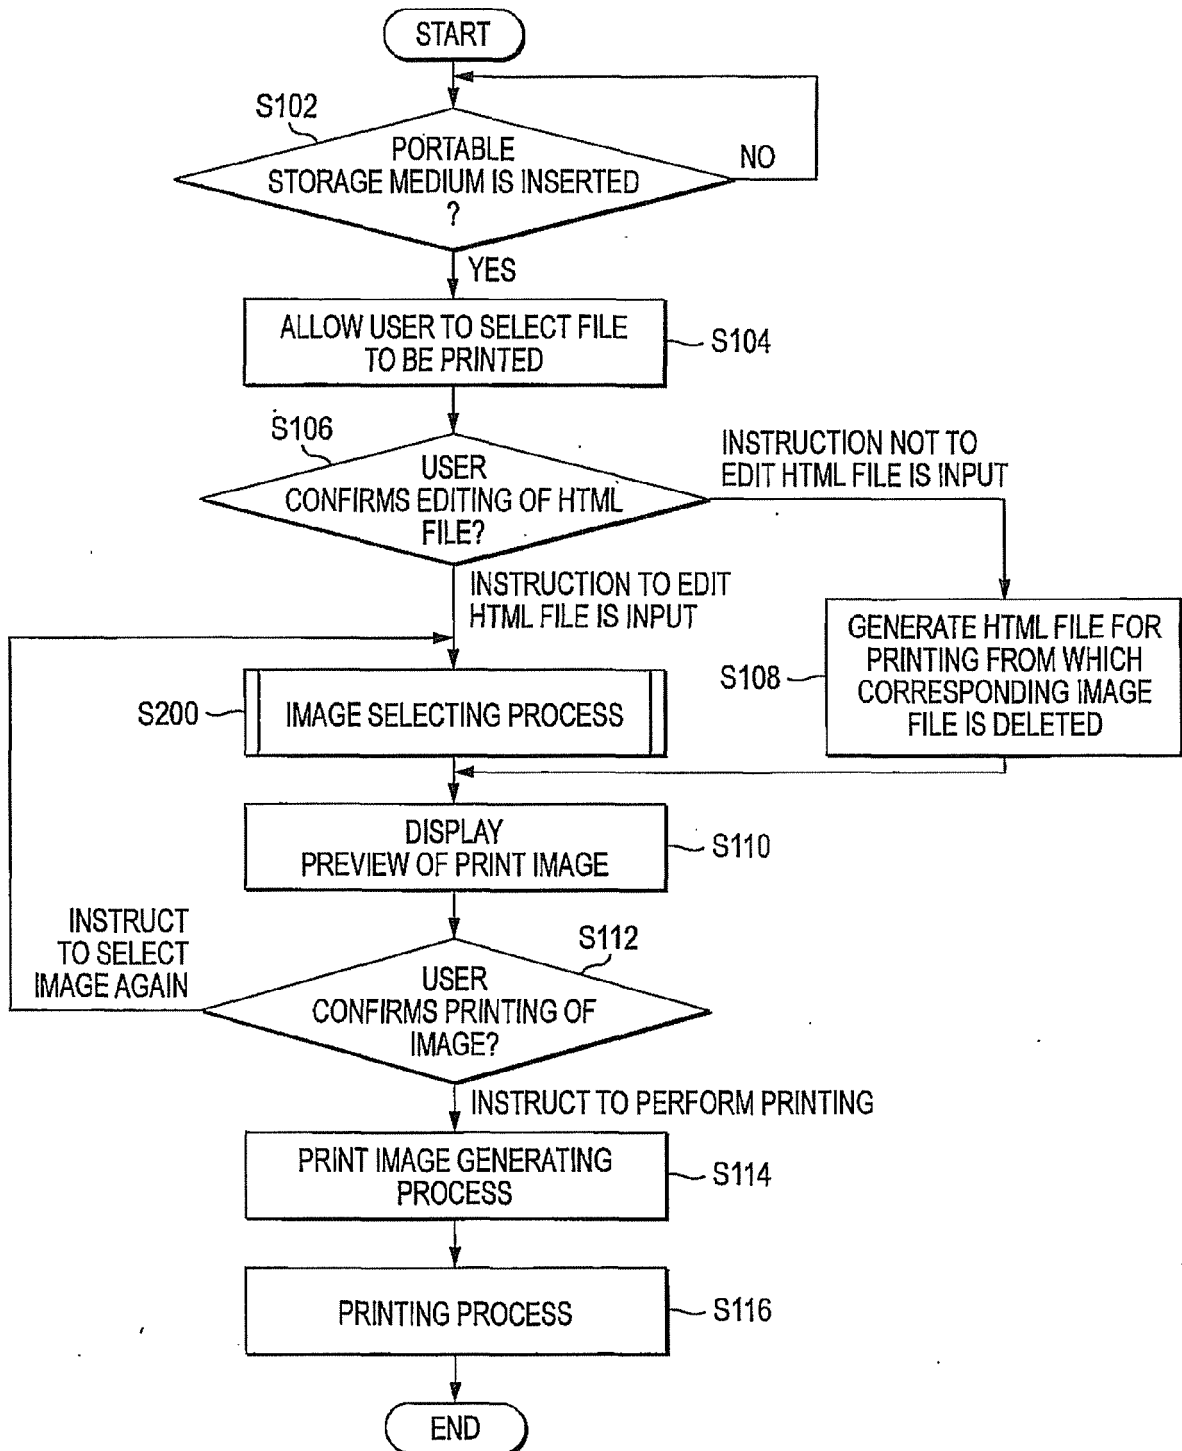 START
S102
PORTABLE
STORAGE MEDIUM IS INSERTED
?
NO
YES
ALLOW USER TO SELECT FILE
TO BE PRINTED
S104
S106
USER
CONFIRMS EDITING OF HTML
FILE?
INSTRUCTION NOT TO
EDIT HTML FILE IS INPUT
INSTRUCTION TO EDIT
HTML FILE IS INPUT
GENERATE HTML FILE FOR
PRINTING FROM WHICH
CORRESPONDING IMAGE
FILE IS DELETED
S108
S200
IMAGE SELECTING PROCESS
DISPLAY
PREVIEW OF PRINT IMAGE
S110
INSTRUCT
TO SELECT
IMAGE AGAIN
S112
USER
CONFIRMS PRINTING OF
IMAGE?
INSTRUCT TO PERFORM PRINTING
PRINT IMAGE GENERATING
PROCESS
S114
PRINTING PROCESS
S116
END